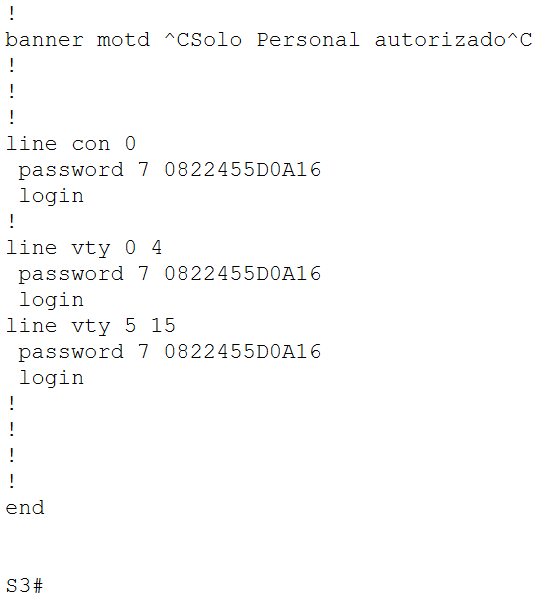 !
banner motd ^CSolo Personal autorizado^C
!
!
!
line con 0
 password 7 0822455D0A16
 login
!
line vty 0 4
 password 7 0822455D0A16
 login
line vty 5 15
 password 7 0822455D0A16
 login
!
!
!
!
end

S3#